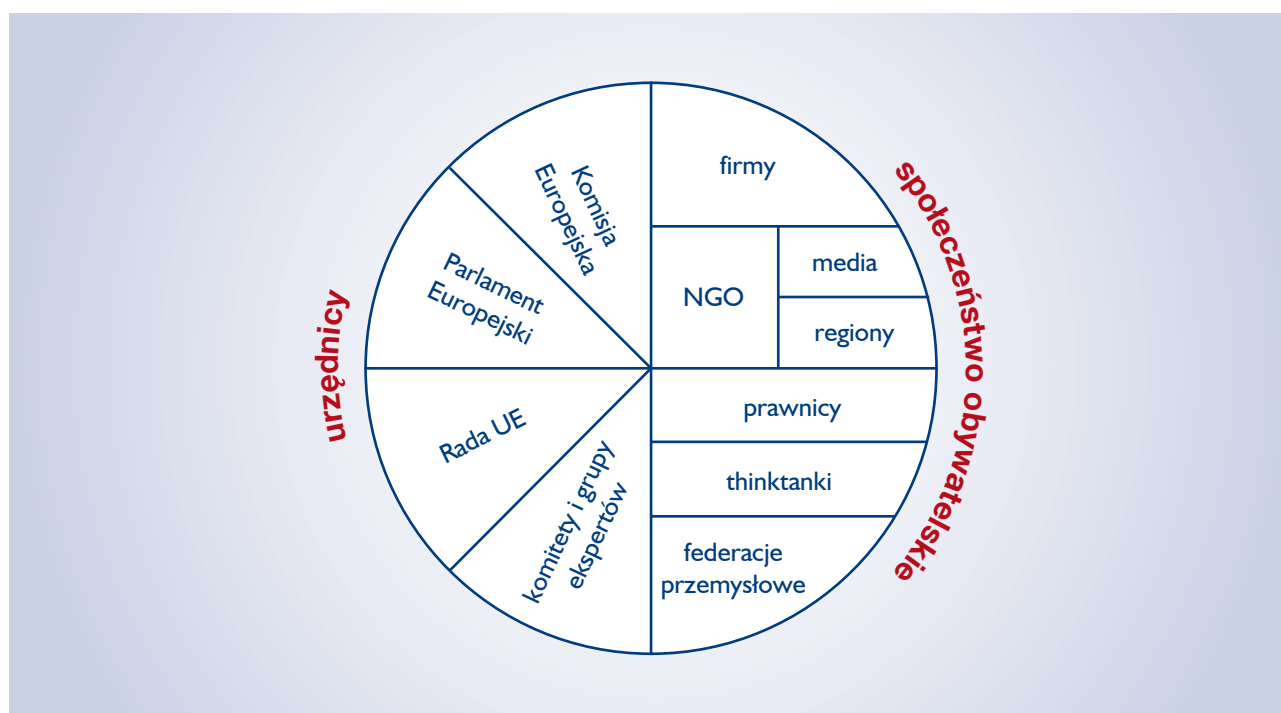 urzędnicy
Komisja
Europejska
Parlament
Europejski
Rada UE
komitety i grupy
ekspertów
firmy
NGO
media
regiony
prawnicy
thinktanki
federacje
przemysłowe
społeczeństwo obywatelskie